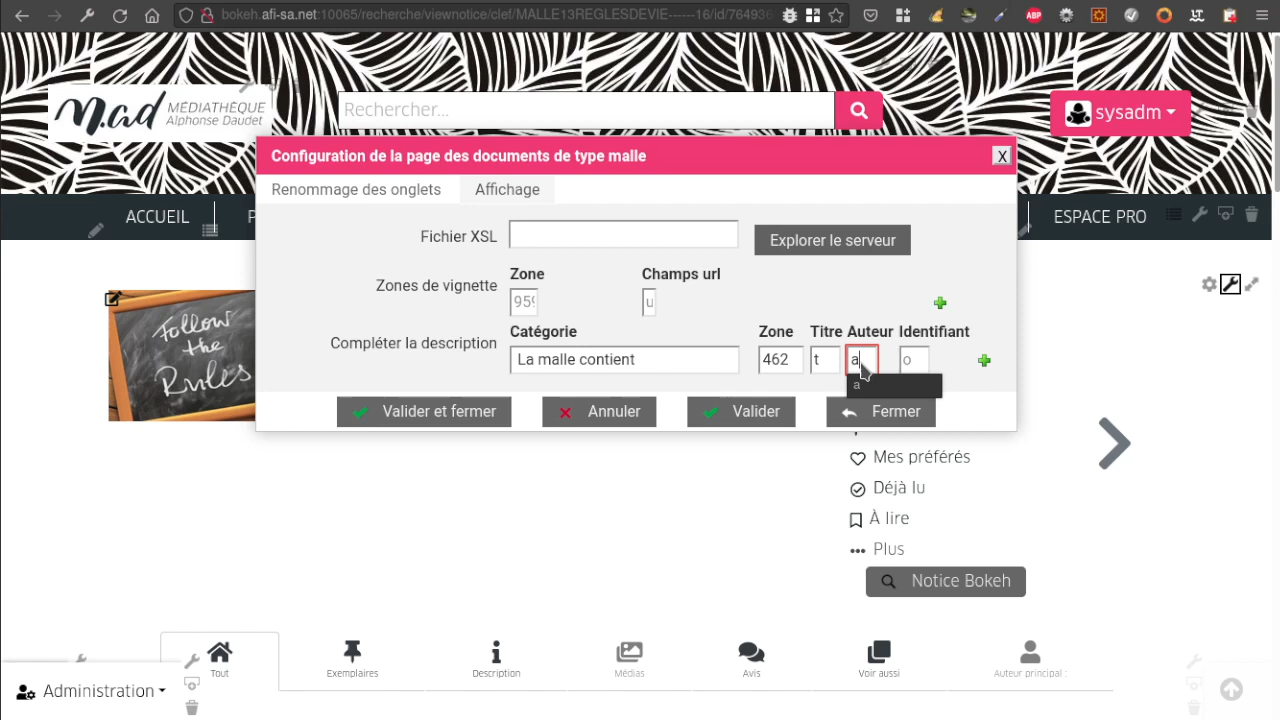 bokeh.afi-sa.net:10065/recherche/viewnotice/clef/MALLE13REGLESDEVIE------16/id/764936
ABP
M.ad MÉDIATHÈQUE
Alphonse Daudet
Rechercher...
sysadm
Configuration de la page des documents de type malle
X
Renommage des onglets Affichage
ACCUEIL P ESPACE PRO
Fichier XSL Explorer le serveur
Zone Champs url
Zones de vignette
959 u
Catégorie Zone Titre Auteur Identifiant
Compléter la description
La malle contient 462 t a o
a
Valider et fermer Annuler Valider Fermer
Follow
the
Rules
Mes préférés
Déjà lu
À lire
Plus
Notice Bokeh
Tout Exemplaires Description Médias Avis Voir aussi Auteur principal :
Administration